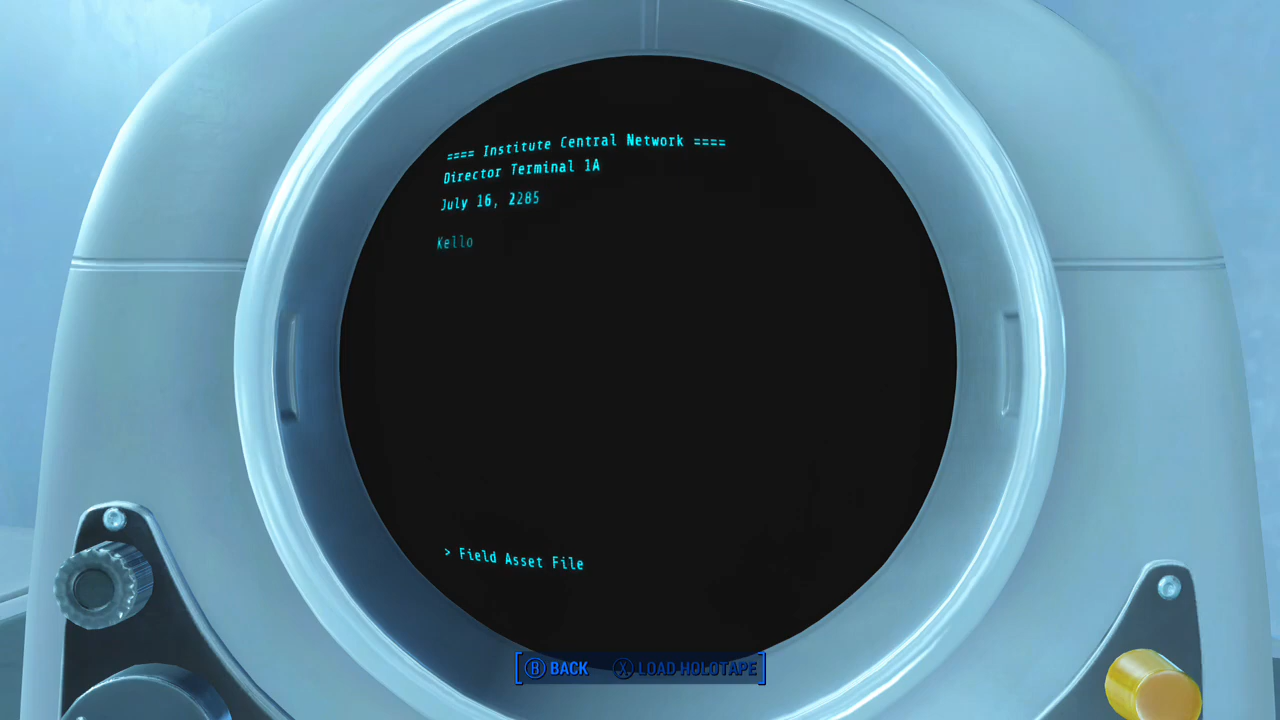 ==== Institute Central Network ====
Director Terminal 1A
July 16, 2285
Kello
> Field Asset File
B BACK X LOAD HOLOTAPE